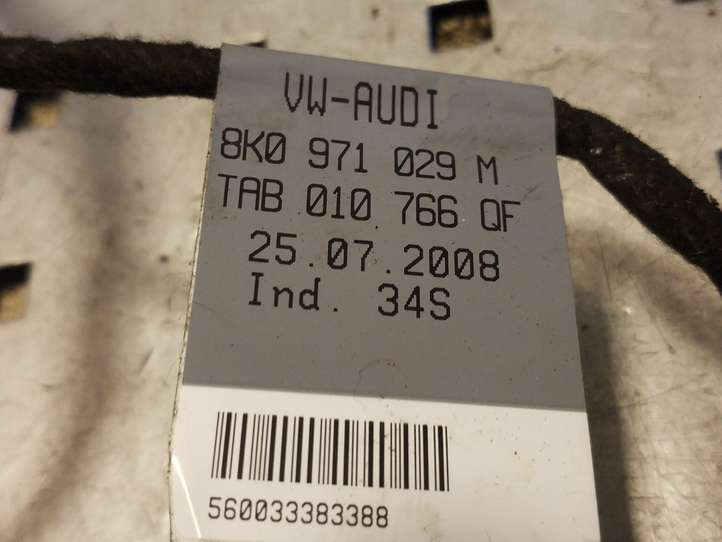 VW-AUDI
8K0 971 029 M
TAB 010 766 QF
25.07.2008
Ind. 34S
560033383388